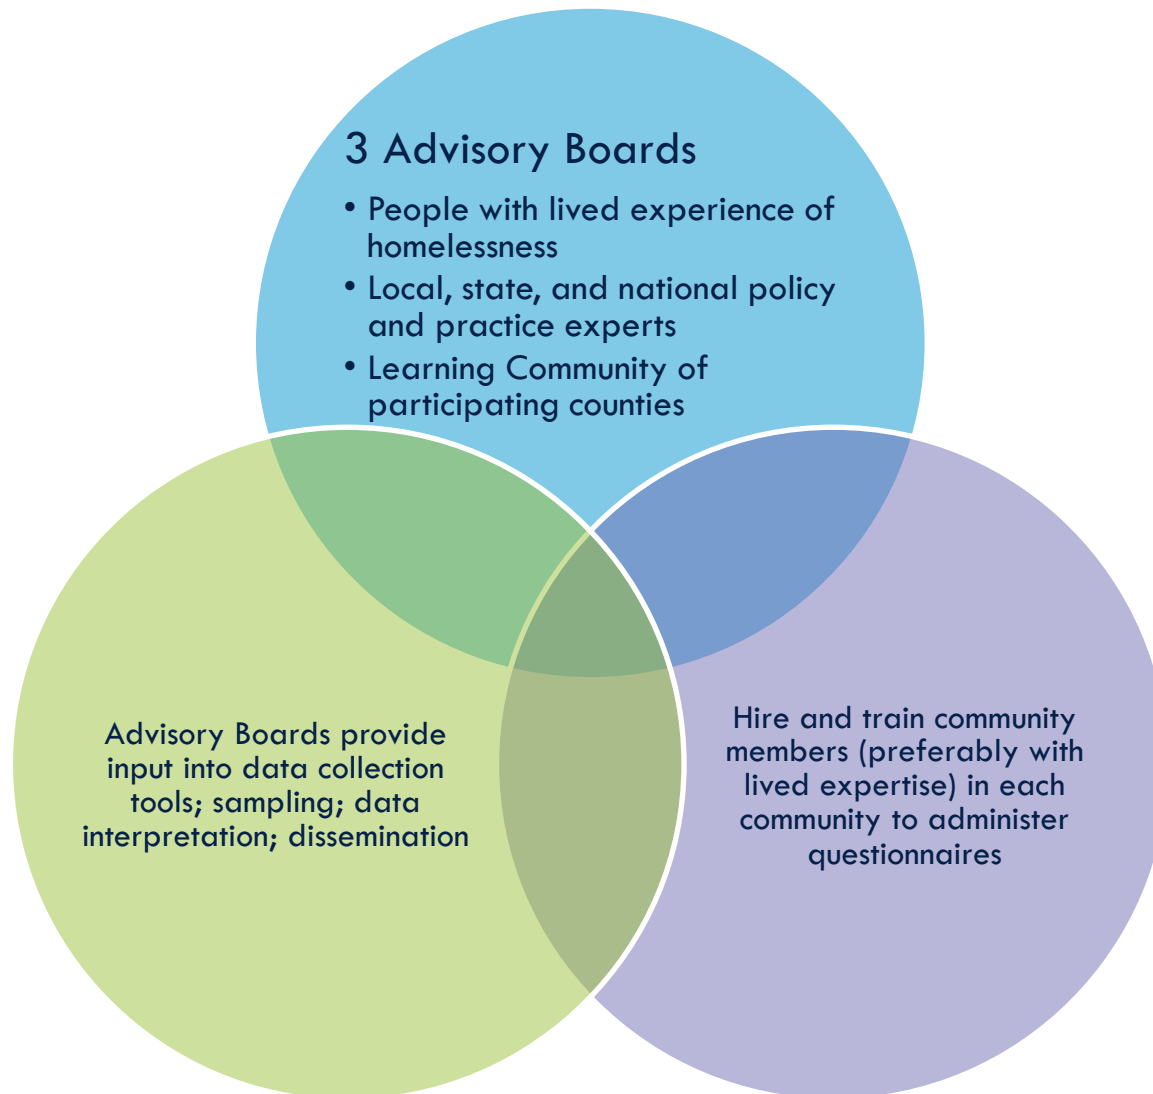 3 Advisory Boards
• People with lived experience of
homelessness
• Local, state, and national policy
and practice experts
• Learning Community of
participating counties
Advisory Boards provide
input into data collection
tools; sampling; data
interpretation; dissemination
Hire and train community
members (preferably with
lived expertise) in each
community to administer
questionnaires